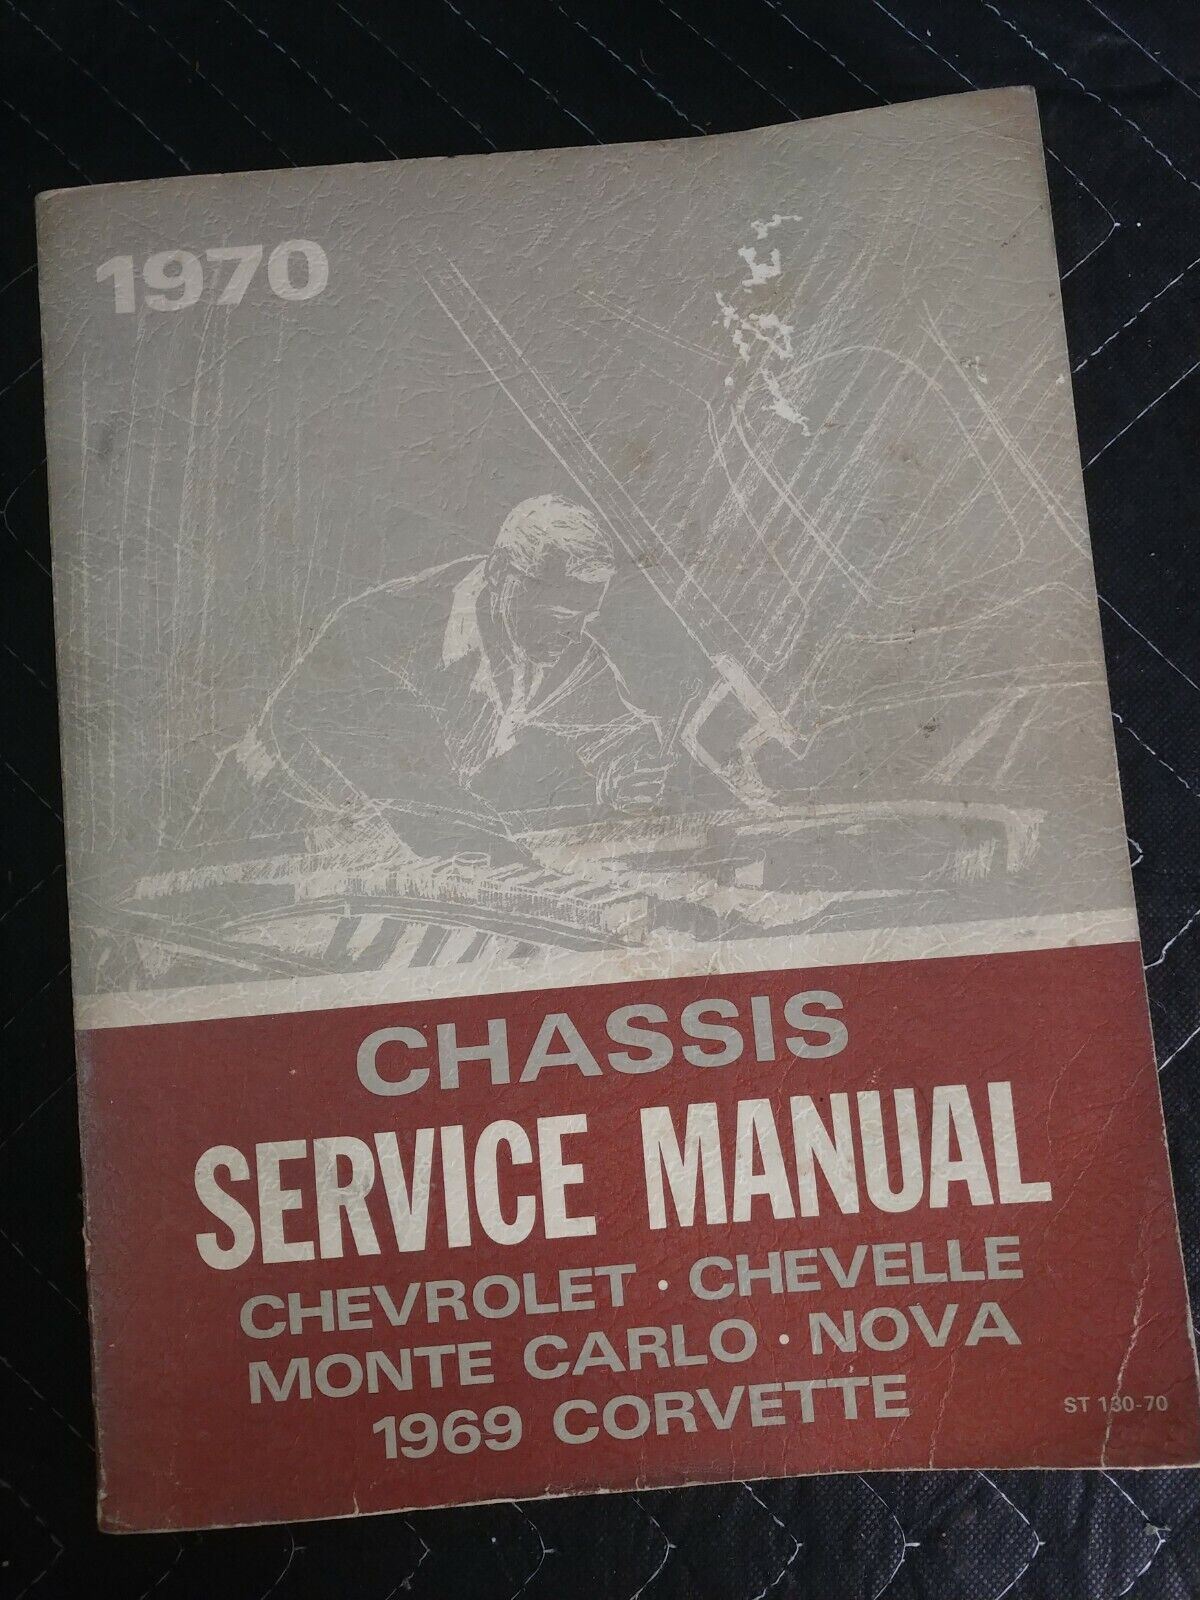 1970
CHASSIS
SERVICE MANUAL
CHEVROLET · CHEVELLE
MONTE CARLO · NOVA
1969 CORVETTE
ST 130-70